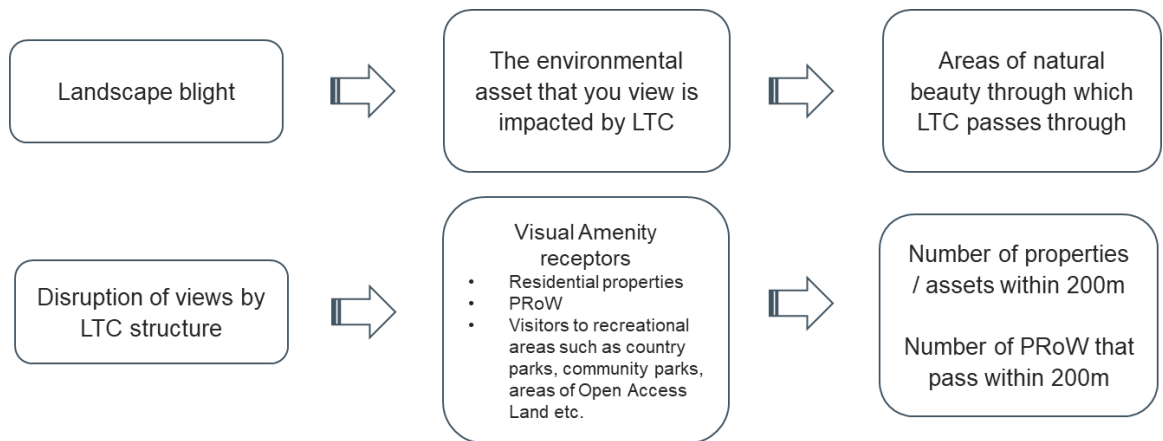 Landscape blight
The environmental
asset that you view is
impacted by LTC
Areas of natural
beauty through which
LTC passes through
Disruption of views by
LTC structure
Visual Amenity
receptors
• Residential properties
• PRoW
• Visitors to recreational
areas such as country
parks, community parks,
areas of Open Access
Land etc.
Number of properties
/ assets within 200m
Number of PRoW that
pass within 200m